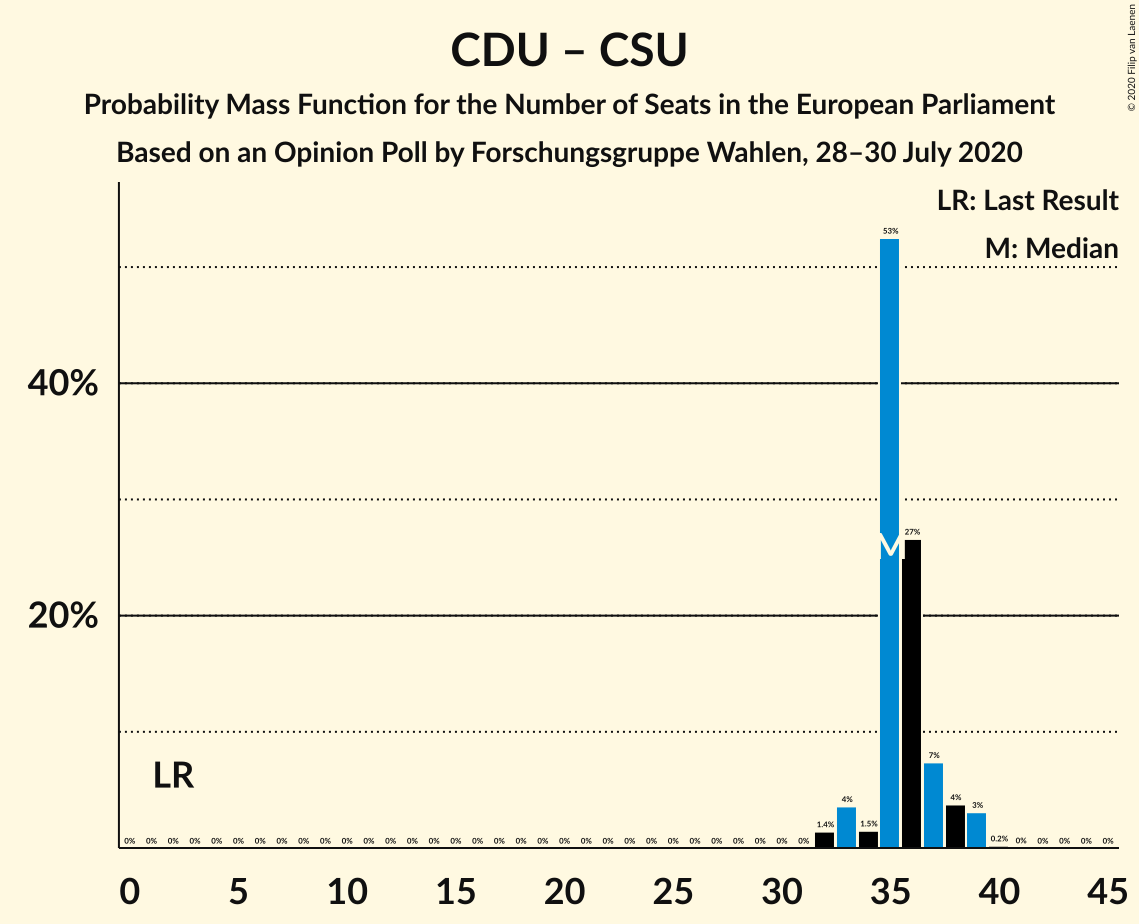 CDU – CSU
Probability Mass Function for the Number of Seats in the European Parliament
Based on an Opinion Poll by Forschungsgruppe Wahlen, 28–30 July 2020
© 2020 Filip van Laenen
LR: Last Result
M: Median
53%
40%
27%
M
20%
LR
7%
4% 4% 3%
1.4% 1.5%
0% 0% 0% 0% 0% 0% 0% 0% 0% 0% 0% 0% 0% 0% 0% 0% 0% 0% 0% 0% 0% 0% 0% 0% 0% 0% 0% 0% 0% 0% 0% 0% 0.2% 0% 0% 0% 0% 0%
0 5 10 15 20 25 30 35 40 45